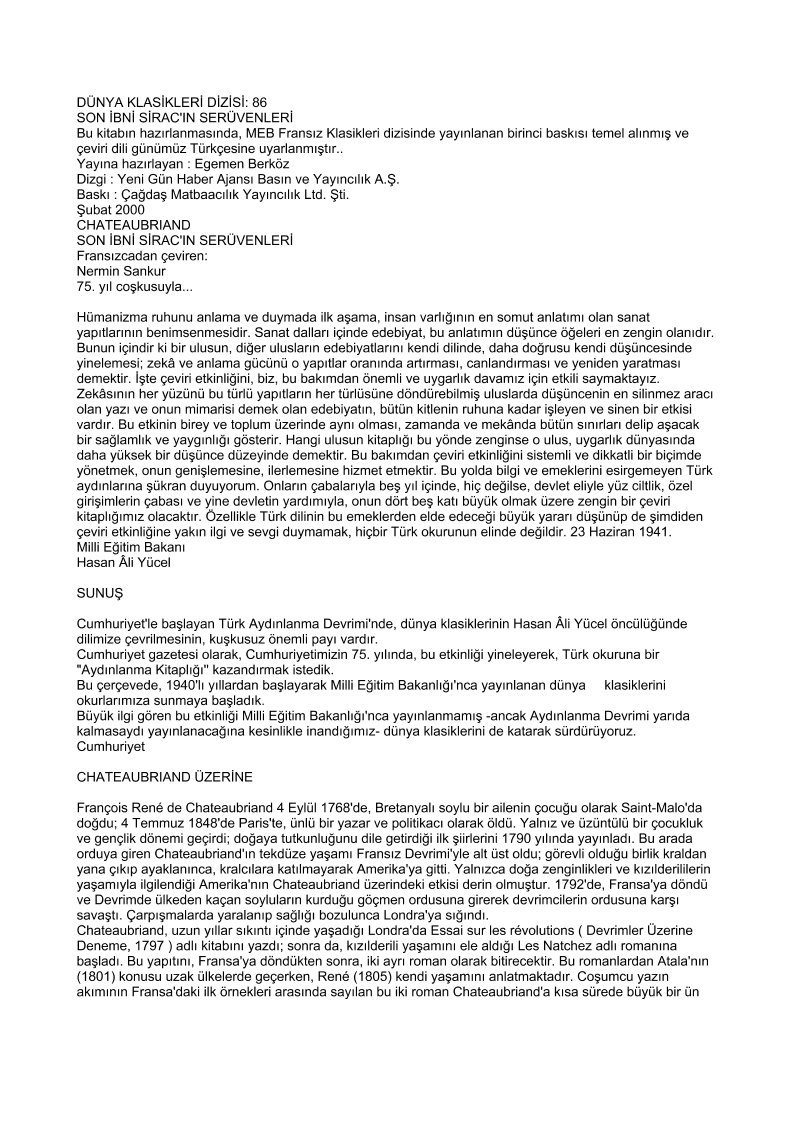 DÜNYA KLASİKLERİ DİZİSİ: 86
SON İBNİ SİRAC'IN SERÜVENLERİ
Bu kitabın hazırlanmasında, MEB Fransız Klasikleri dizisinde yayınlanan birinci baskısı temel alınmış ve
çeviri dili günümüz Türkçesine uyarlanmıştır..
Yayına hazırlayan : Egemen Berköz
Dizgi : Yeni Gün Haber Ajansı Basın ve Yayıncılık A.Ş.
Baskı : Çağdaş Matbaacılık Yayıncılık Ltd. Şti.
Şubat 2000
CHATEAUBRIAND
SON İBNİ SİRAC'IN SERÜVENLERİ
Fransızcadan çeviren:
Nermin Sankur
75. yıl coşkusuyla...

Hümanizma ruhunu anlama ve duymada ilk aşama, insan varlığının en somut anlatımı olan sanat
yapıtlarının benimsenmesidir. Sanat dalları içinde edebiyat, bu anlatımın düşünce öğeleri en zengin olanıdır.
Bunun içindir ki bir ulusun, diğer ulusların edebiyatlarını kendi dilinde, daha doğrusu kendi düşüncesinde
yinelemesi; zekâ ve anlama gücünü o yapıtlar oranında artırması, canlandırması ve yeniden yaratması
demektir. İşte çeviri etkinliğini, biz, bu bakımdan önemli ve uygarlık davamız için etkili saymaktayız.
Zekâsının her yüzünü bu türlü yapıtların her türlüsüne döndürebilmiş uluslarda düşüncenin en silinmez aracı
olan yazı ve onun mimarisi demek olan edebiyatın, bütün kitlenin ruhuna kadar işleyen ve sinen bir etkisi
vardır. Bu etkinin birey ve toplum üzerinde aynı olması, zamanda ve mekânda bütün sınırları delip aşacak
bir sağlamlık ve yaygınlığı gösterir. Hangi ulusun kitaplığı bu yönde zenginse o ulus, uygarlık dünyasında
daha yüksek bir düşünce düzeyinde demektir. Bu bakımdan çeviri etkinliğini sistemli ve dikkatli bir biçimde
yönetmek, onun genişlemesine, ilerlemesine hizmet etmektir. Bu yolda bilgi ve emeklerini esirgemeyen Türk
aydınlarına şükran duyuyorum. Onların çabalarıyla beş yıl içinde, hiç değilse, devlet eliyle yüz ciltlik, özel
girişimlerin çabası ve yine devletin yardımıyla, onun dört beş katı büyük olmak üzere zengin bir çeviri
kitaplığımız olacaktır. Özellikle Türk dilinin bu emeklerden elde edeceği büyük yararı düşünüp de şimdiden
çeviri etkinliğine yakın ilgi ve sevgi duymamak, hiçbir Türk okurunun elinde değildir. 23 Haziran 1941.
Milli Eğitim Bakanı
Hasan Âli Yücel

SUNUŞ

Cumhuriyet'le başlayan Türk Aydınlanma Devrimi'nde, dünya klasiklerinin Hasan Âli Yücel öncülüğünde
dilimize çevrilmesinin, kuşkusuz önemli payı vardır.
Cumhuriyet gazetesi olarak, Cumhuriyetimizin 75. yılında, bu etkinliği yineleyerek, Türk okuruna bir
"Aydınlanma Kitaplığı" kazandırmak istedik.
Bu çerçevede, 1940'lı yıllardan başlayarak Milli Eğitim Bakanlığı'nca yayınlanan dünya    klasiklerini
okurlarımıza sunmaya başladık.
Büyük ilgi gören bu etkinliği Milli Eğitim Bakanlığı'nca yayınlanmamış -ancak Aydınlanma Devrimi yarıda
kalmasaydı yayınlanacağına kesinlikle inandığımız- dünya klasiklerini de katarak sürdürüyoruz.
Cumhuriyet

CHATEAUBRIAND ÜZERİNE

François René de Chateaubriand 4 Eylül 1768'de, Bretanyalı soylu bir ailenin çocuğu olarak Saint-Malo'da
doğdu; 4 Temmuz 1848'de Paris'te, ünlü bir yazar ve politikacı olarak öldü. Yalnız ve üzüntülü bir çocukluk
ve gençlik dönemi geçirdi; doğaya tutkunluğunu dile getirdiği ilk şiirlerini 1790 yılında yayınladı. Bu arada
orduya giren Chateaubriand'ın tekdüze yaşamı Fransız Devrimi'yle alt üst oldu; görevli olduğu birlik kraldan
yana çıkıp ayaklanınca, kralcılara katılmayarak Amerika'ya gitti. Yalnızca doğa zenginlikleri ve kızılderililerin
yaşamıyla ilgilendiği Amerika'nın Chateaubriand üzerindeki etkisi derin olmuştur. 1792'de, Fransa'ya döndü
ve Devrimde ülkeden kaçan soyluların kurduğu göçmen ordusuna girerek devrimcilerin ordusuna karşı
savaştı. Çarpışmalarda yaralanıp sağlığı bozulunca Londra'ya sığındı.
Chateaubriand, uzun yıllar sıkıntı içinde yaşadığı Londra'da Essai sur les révolutions ( Devrimler Üzerine
Deneme, 1797 ) adlı kitabını yazdı; sonra da, kızılderili yaşamını ele aldığı Les Natchez adlı romanına
başladı. Bu yapıtını, Fransa'ya döndükten sonra, iki ayrı roman olarak bitirecektir. Bu romanlardan Atala'nın
(1801) konusu uzak ülkelerde geçerken, René (1805) kendi yaşamını anlatmaktadır. Coşumcu yazın
akımının Fransa'daki ilk örnekleri arasında sayılan bu iki roman Chateaubriand'a kısa sürede büyük bir ün